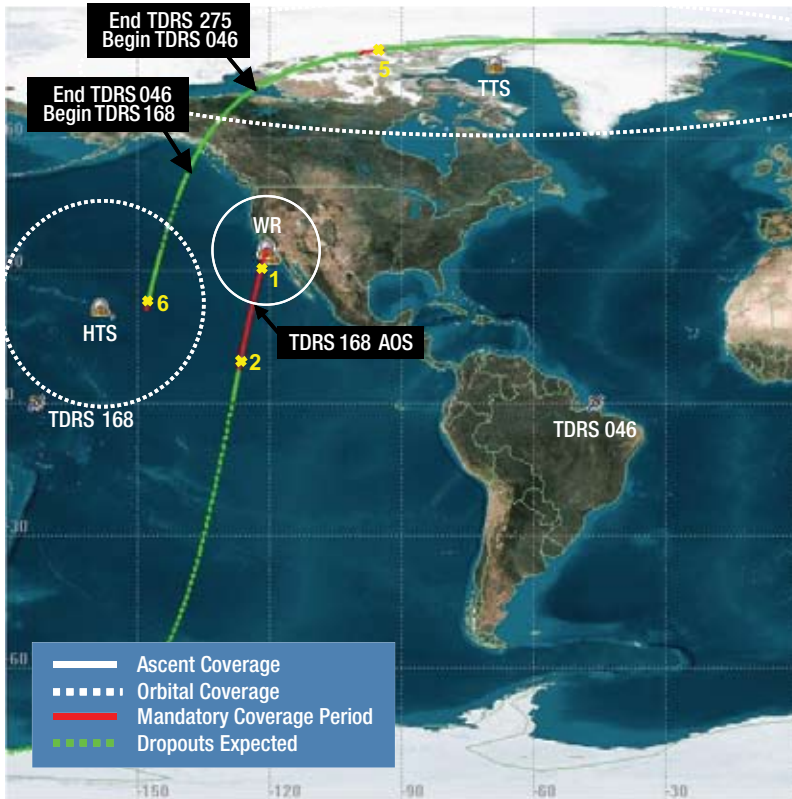 End TDRS 275
Begin TDRS 046
End TDRS 046
Begin TDRS 168
5
TTS
WR
1
6
HTS
TDRS 168 AOS
2
TDRS 168
TDRS 046
-30
-60
Ascent Coverage
Orbital Coverage
Mandatory Coverage Period
Dropouts Expected
-150
-120
-90
-60
-30